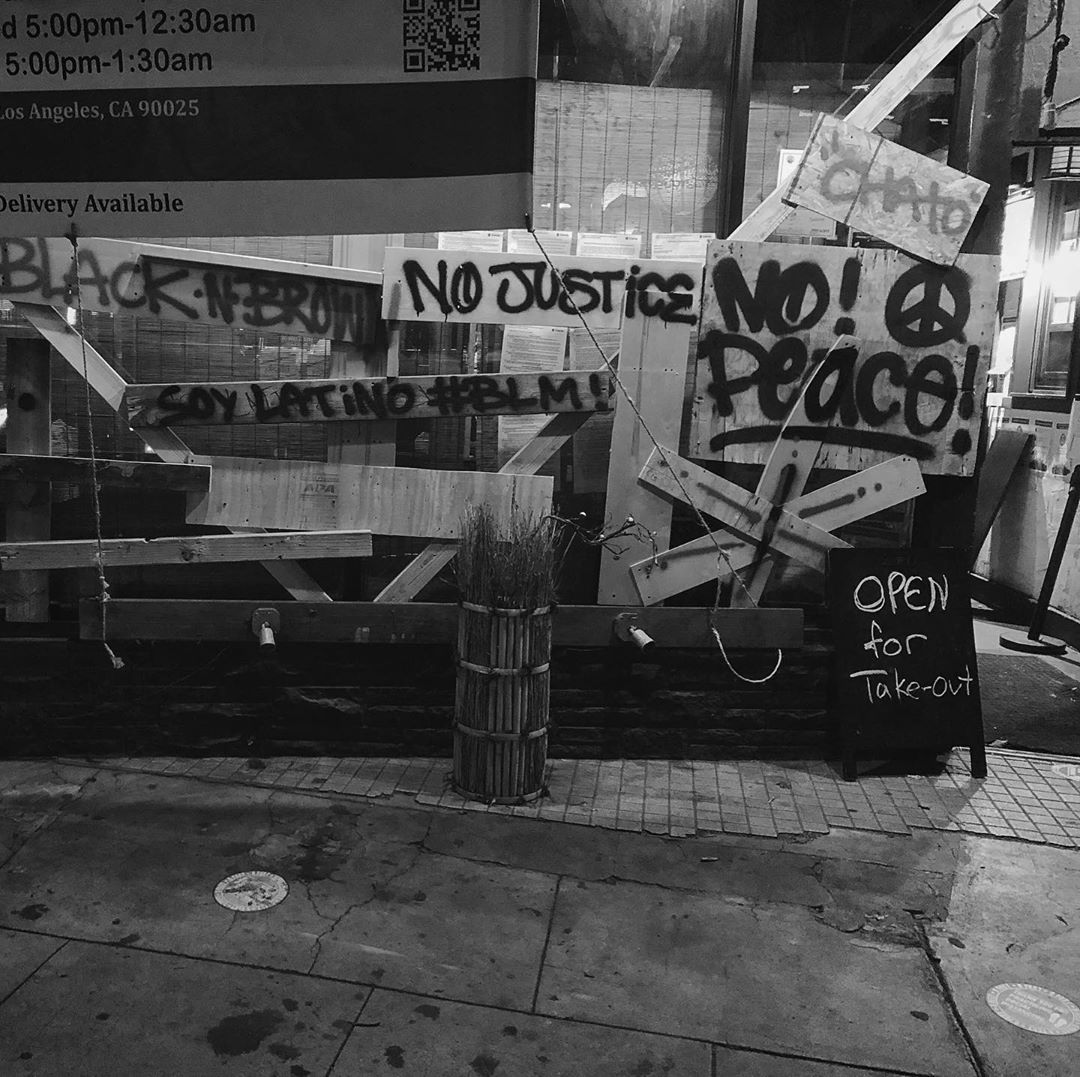 d 5:00pm-12:30am
5:00pm-1:30am
Los Angeles, CA 90025
Delivery Available
"CHAtO"
BLACK·N·BROWN
NO JUSTiCE
NO!
Peace!
SOY LATiNO #BLM!!
APA
OPEN
for
Take-out